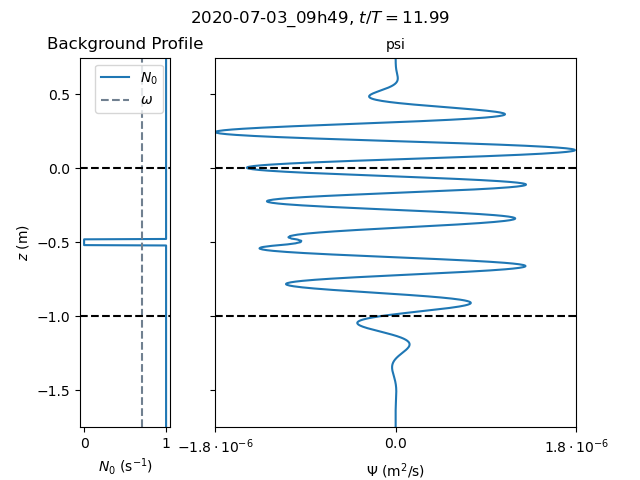 2020-07-03_09h49, t/T = 11.99
Background Profile
psi
N₀
ω
0.5
0.0
−0.5
−1.0
−1.5
z (m)
0 1
−1.8 · 10⁻⁶ 0.0 1.8 · 10⁻⁶
N₀ (s⁻¹)
Ψ (m²/s)